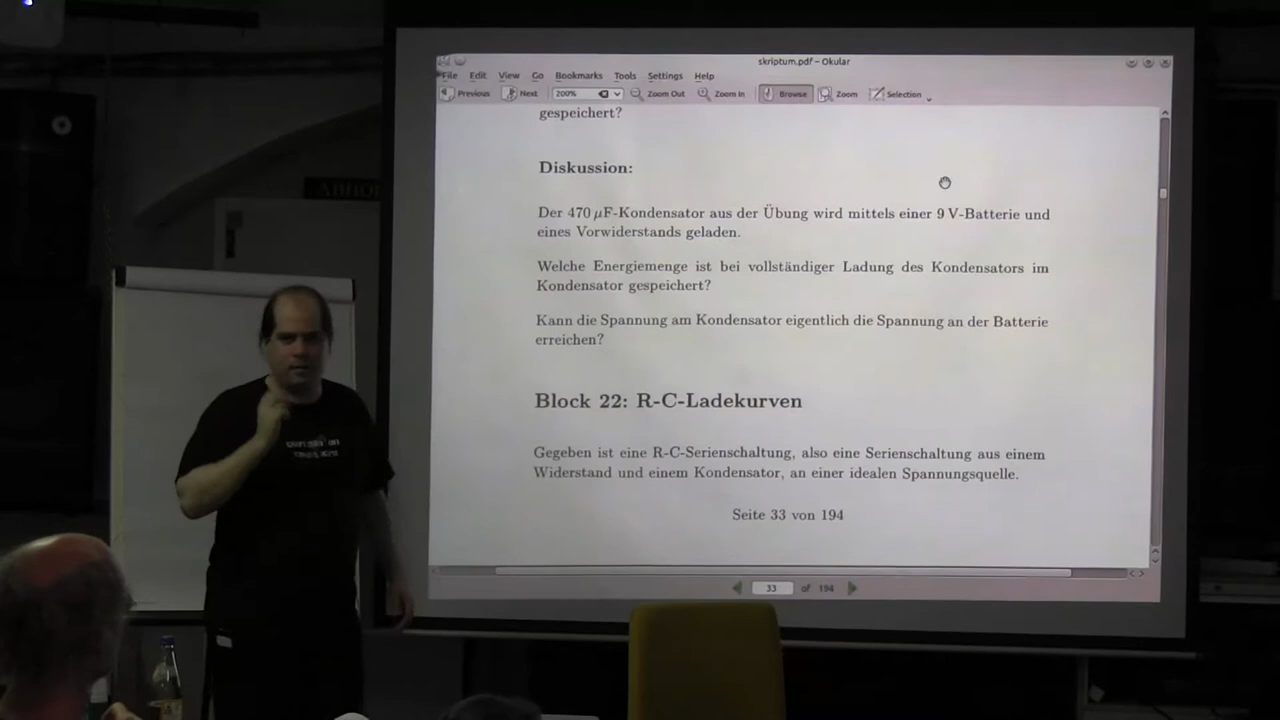 ABHO
skriptum.pdf – Okular
File Edit View Go Bookmarks Tools Settings Help
Previous Next 200% Zoom Out Zoom In Browse Zoom Selection
gespeichert?
Diskussion:
Der 470 µF-Kondensator aus der Übung wird mittels einer 9 V-Batterie und
eines Vorwiderstands geladen.
Welche Energiemenge ist bei vollständiger Ladung des Kondensators im
Kondensator gespeichert?
Kann die Spannung am Kondensator eigentlich die Spannung an der Batterie
erreichen?
Block 22: R-C-Ladekurven
Gegeben ist eine R-C-Serienschaltung, also eine Serienschaltung aus einem
Widerstand und einem Kondensator, an einer idealen Spannungsquelle.
Seite 33 von 194
33 of 194